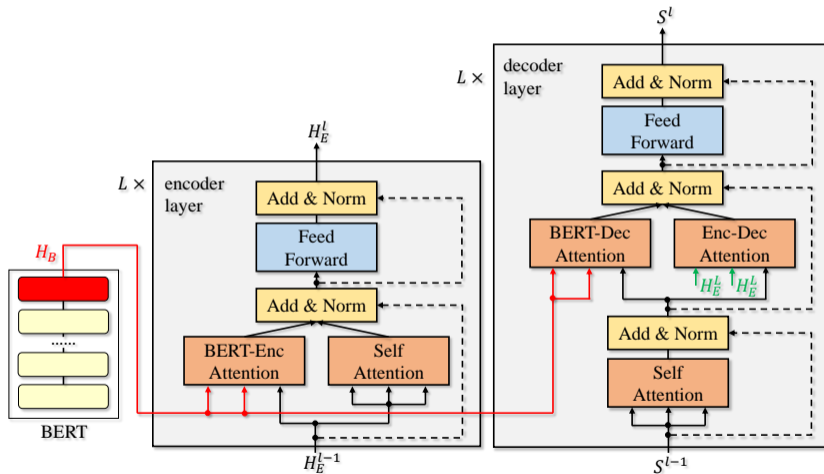 H_B
......
BERT
L ×
encoder
layer
H_E^l
Add & Norm
Feed
Forward
Add & Norm
BERT-Enc
Attention
Self
Attention
H_E^{l-1}
L ×
decoder
layer
S^l
Add & Norm
Feed
Forward
Add & Norm
BERT-Dec
Attention
Enc-Dec
Attention
H_E^L H_E^L
Add & Norm
Self
Attention
S^{l-1}